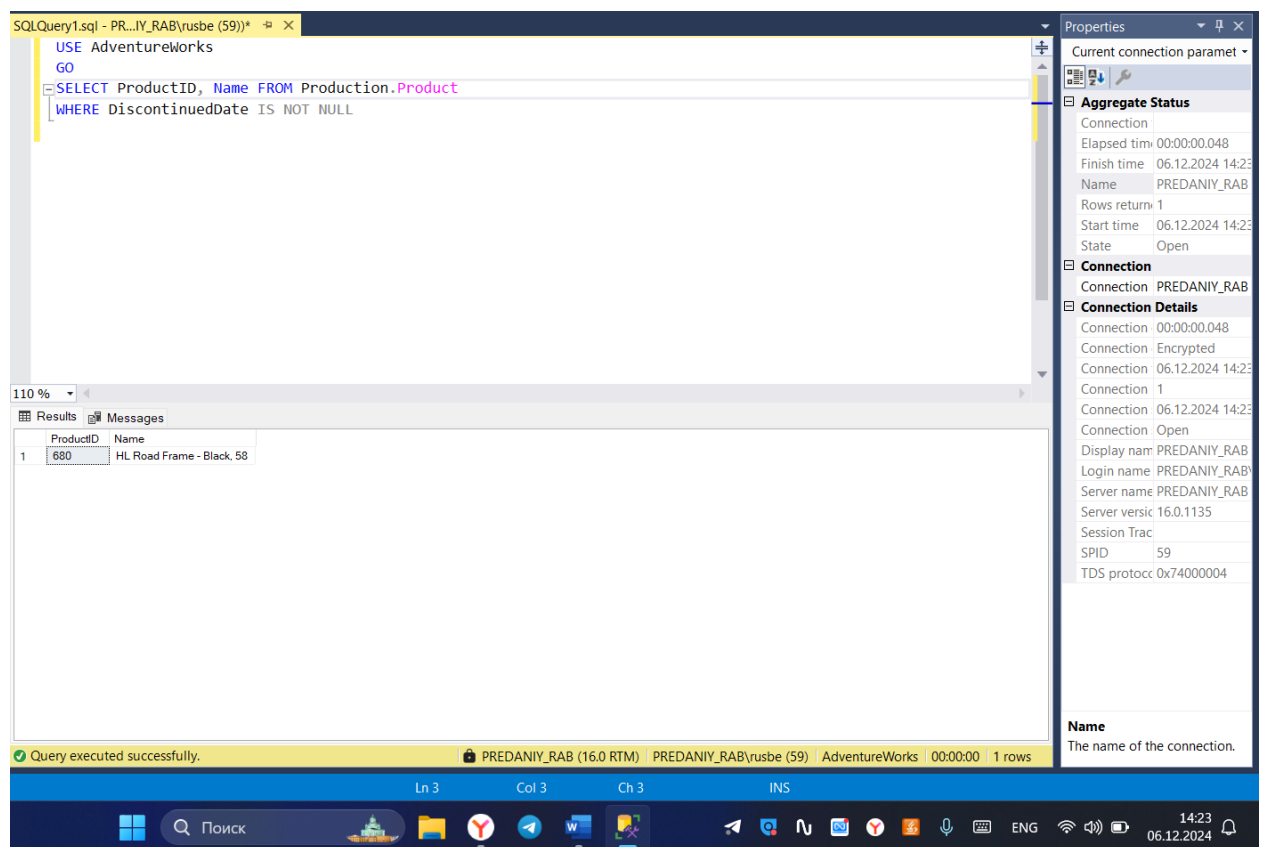 SQLQuery1.sql - PR...IY_RAB\rusbe (59))*
USE AdventureWorks
GO
SELECT ProductID, Name FROM Production.Product
WHERE DiscontinuedDate IS NOT NULL
110 %
Results Messages
ProductID Name
1 680 HL Road Frame - Black, 58
Query executed successfully. PREDANIY_RAB (16.0 RTM) PREDANIY_RAB\rusbe (59) AdventureWorks 00:00:00 1 rows
Properties
Current connection paramet
Aggregate Status
Connection
Elapsed tim 00:00:00.048
Finish time 06.12.2024 14:23
Name PREDANIY_RAB
Rows return 1
Start time 06.12.2024 14:23
State Open
Connection
Connection PREDANIY_RAB
Connection Details
Connection 00:00:00.048
Connection Encrypted
Connection 06.12.2024 14:23
Connection 1
Connection 06.12.2024 14:23
Connection Open
Display nam PREDANIY_RAB
Login name PREDANIY_RAB\
Server name PREDANIY_RAB
Server versic 16.0.1135
Session Trac
SPID 59
TDS protocc 0x74000004
Name
The name of the connection.
Ln 3 Col 3 Ch 3 INS
Поиск ENG 14:23
06.12.2024